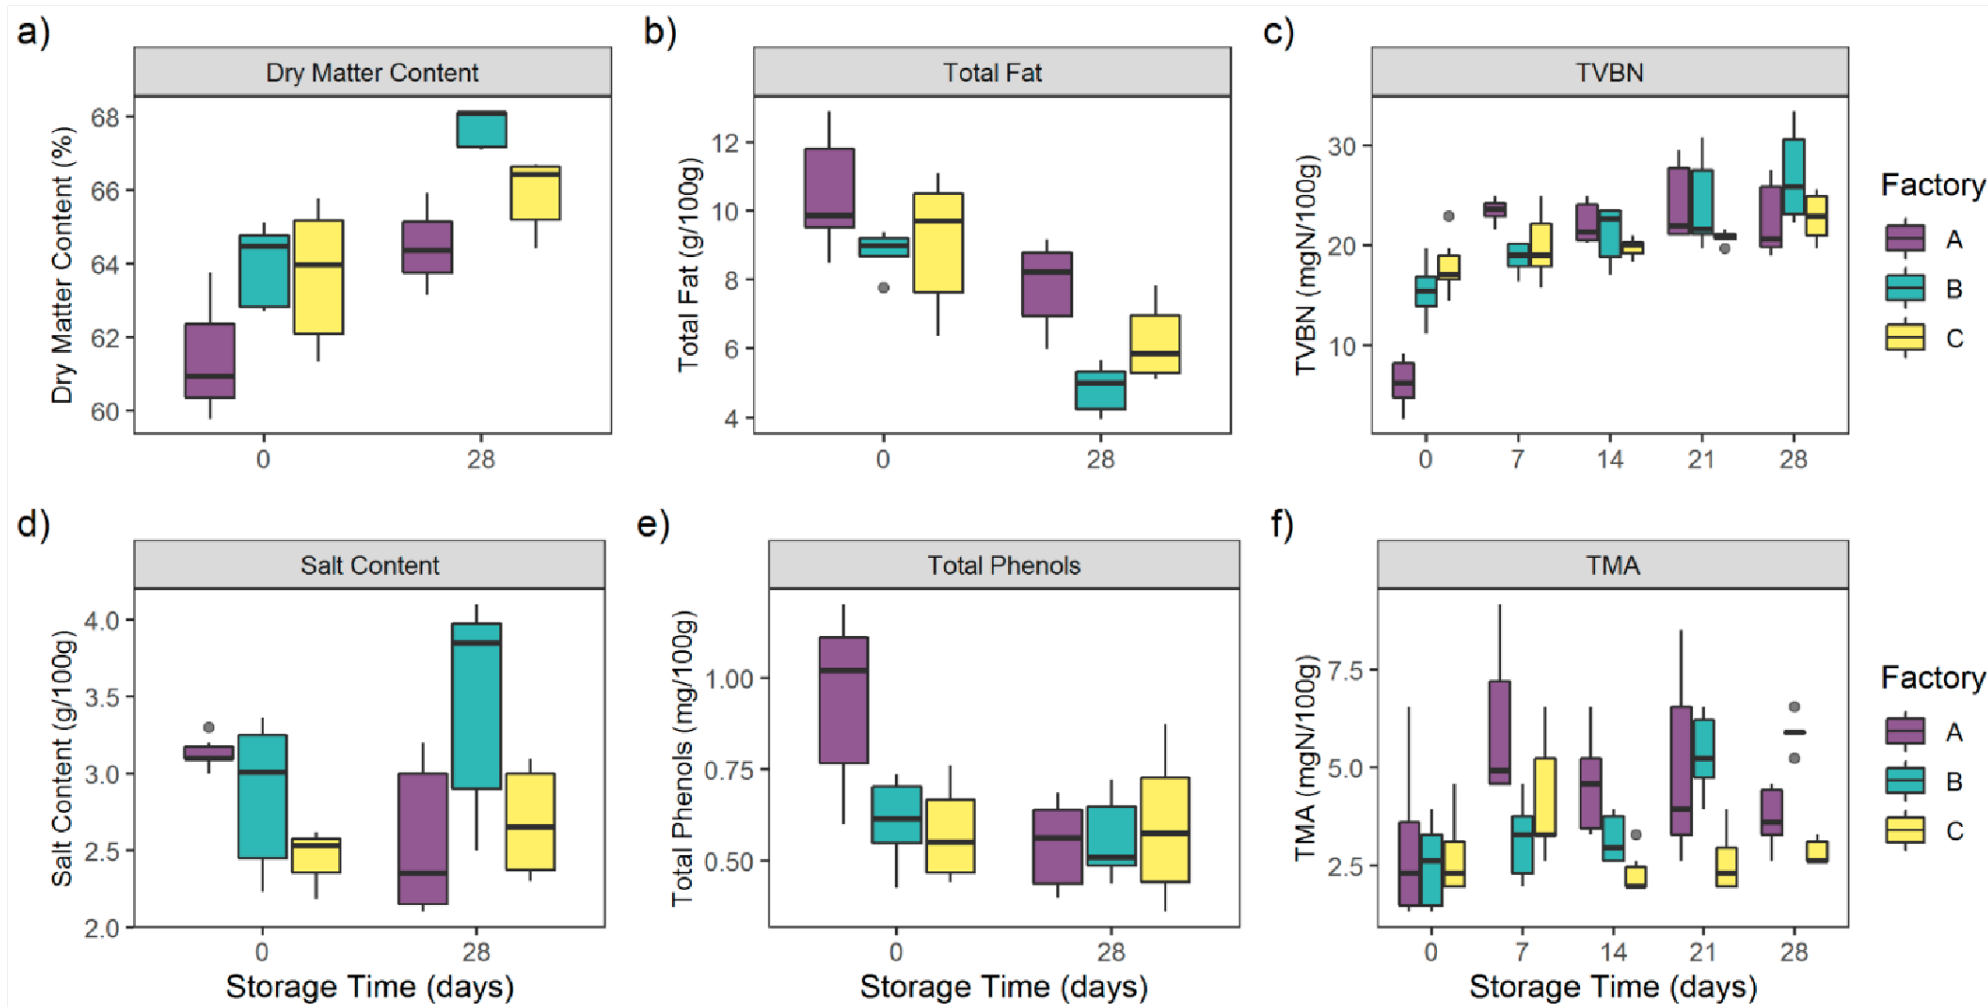 a)
Dry Matter Content
Dry Matter Content (%)
68
66
64
62
60
0
28
b)
Total Fat
Total Fat (g/100g)
12
10
8
6
4
0
28
c)
TVBN
TVBN (mgN/100g)
30
20
10
0
7
14
21
28
Factory
A
B
C
d)
Salt Content
Salt Content (g/100g)
4.0
3.5
3.0
2.5
2.0
0
28
Storage Time (days)
e)
Total Phenols
Total Phenols (mg/100g)
1.00
0.75
0.50
0
28
Storage Time (days)
f)
TMA
TMA (mgN/100g)
7.5
5.0
2.5
0
7
14
21
28
Storage Time (days)
Factory
A
B
C